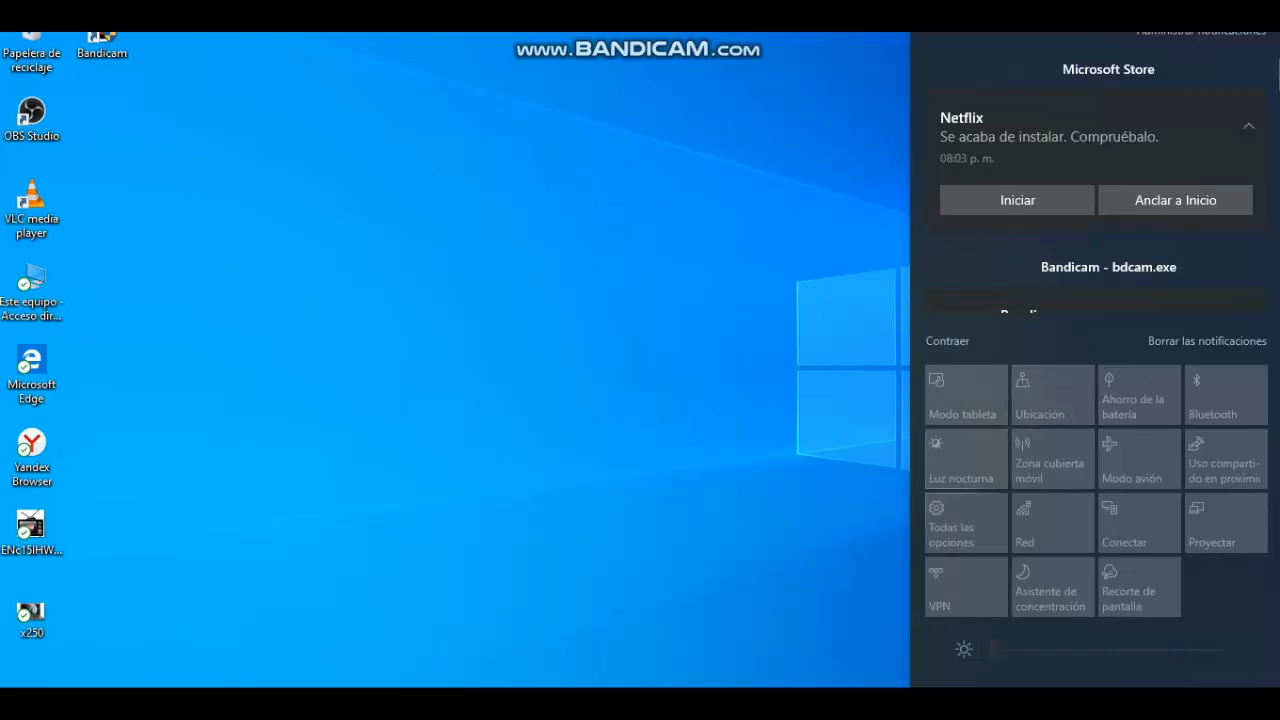 Papelera de
reciclaje
Bandicam
OBS Studio
VLC media
player
Este equipo -
Acceso dir...
Microsoft
Edge
Yandex
Browser
ENc15IHW...
x250
www.BANDICAM.com
Administrar notificaciones
Microsoft Store
Netflix
Se acaba de instalar. Compruébalo.
08:03 p. m.
Iniciar
Anclar a Inicio
Bandicam - bdcam.exe
Contraer
Borrar las notificaciones
Modo tableta
Ubicación
Ahorro de la
batería
Bluetooth
Luz nocturna
Zona cubierta
móvil
Modo avión
Uso comparti-
do en proximi
Todas las
opciones
Red
Conectar
Proyectar
VPN
Asistente de
concentración
Recorte de
pantalla